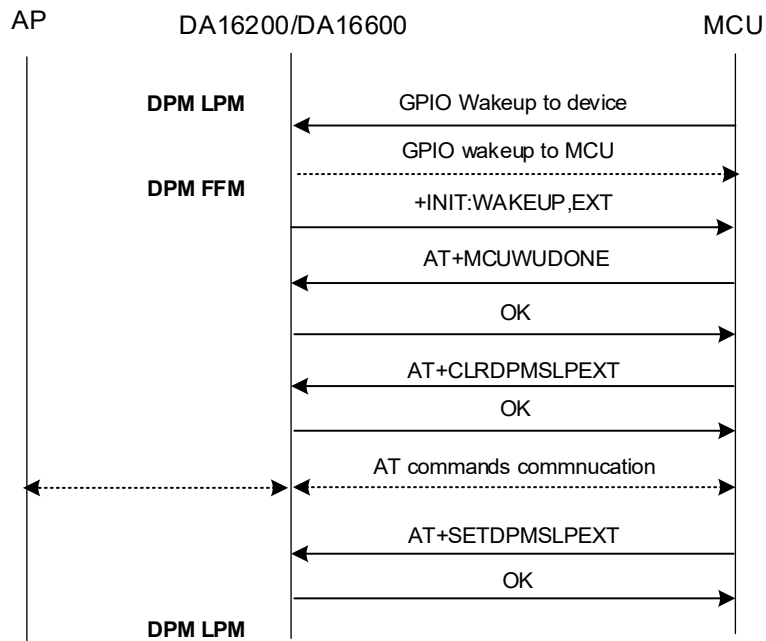 AP
DA16200/DA16600
MCU
DPM LPM
GPIO Wakeup to device
GPIO wakeup to MCU
DPM FFM
+INIT:WAKEUP,EXT
AT+MCUWUDONE
OK
AT+CLRDPMSLPEXT
OK
AT commands commnucation
AT+SETDPMSLPEXT
OK
DPM LPM